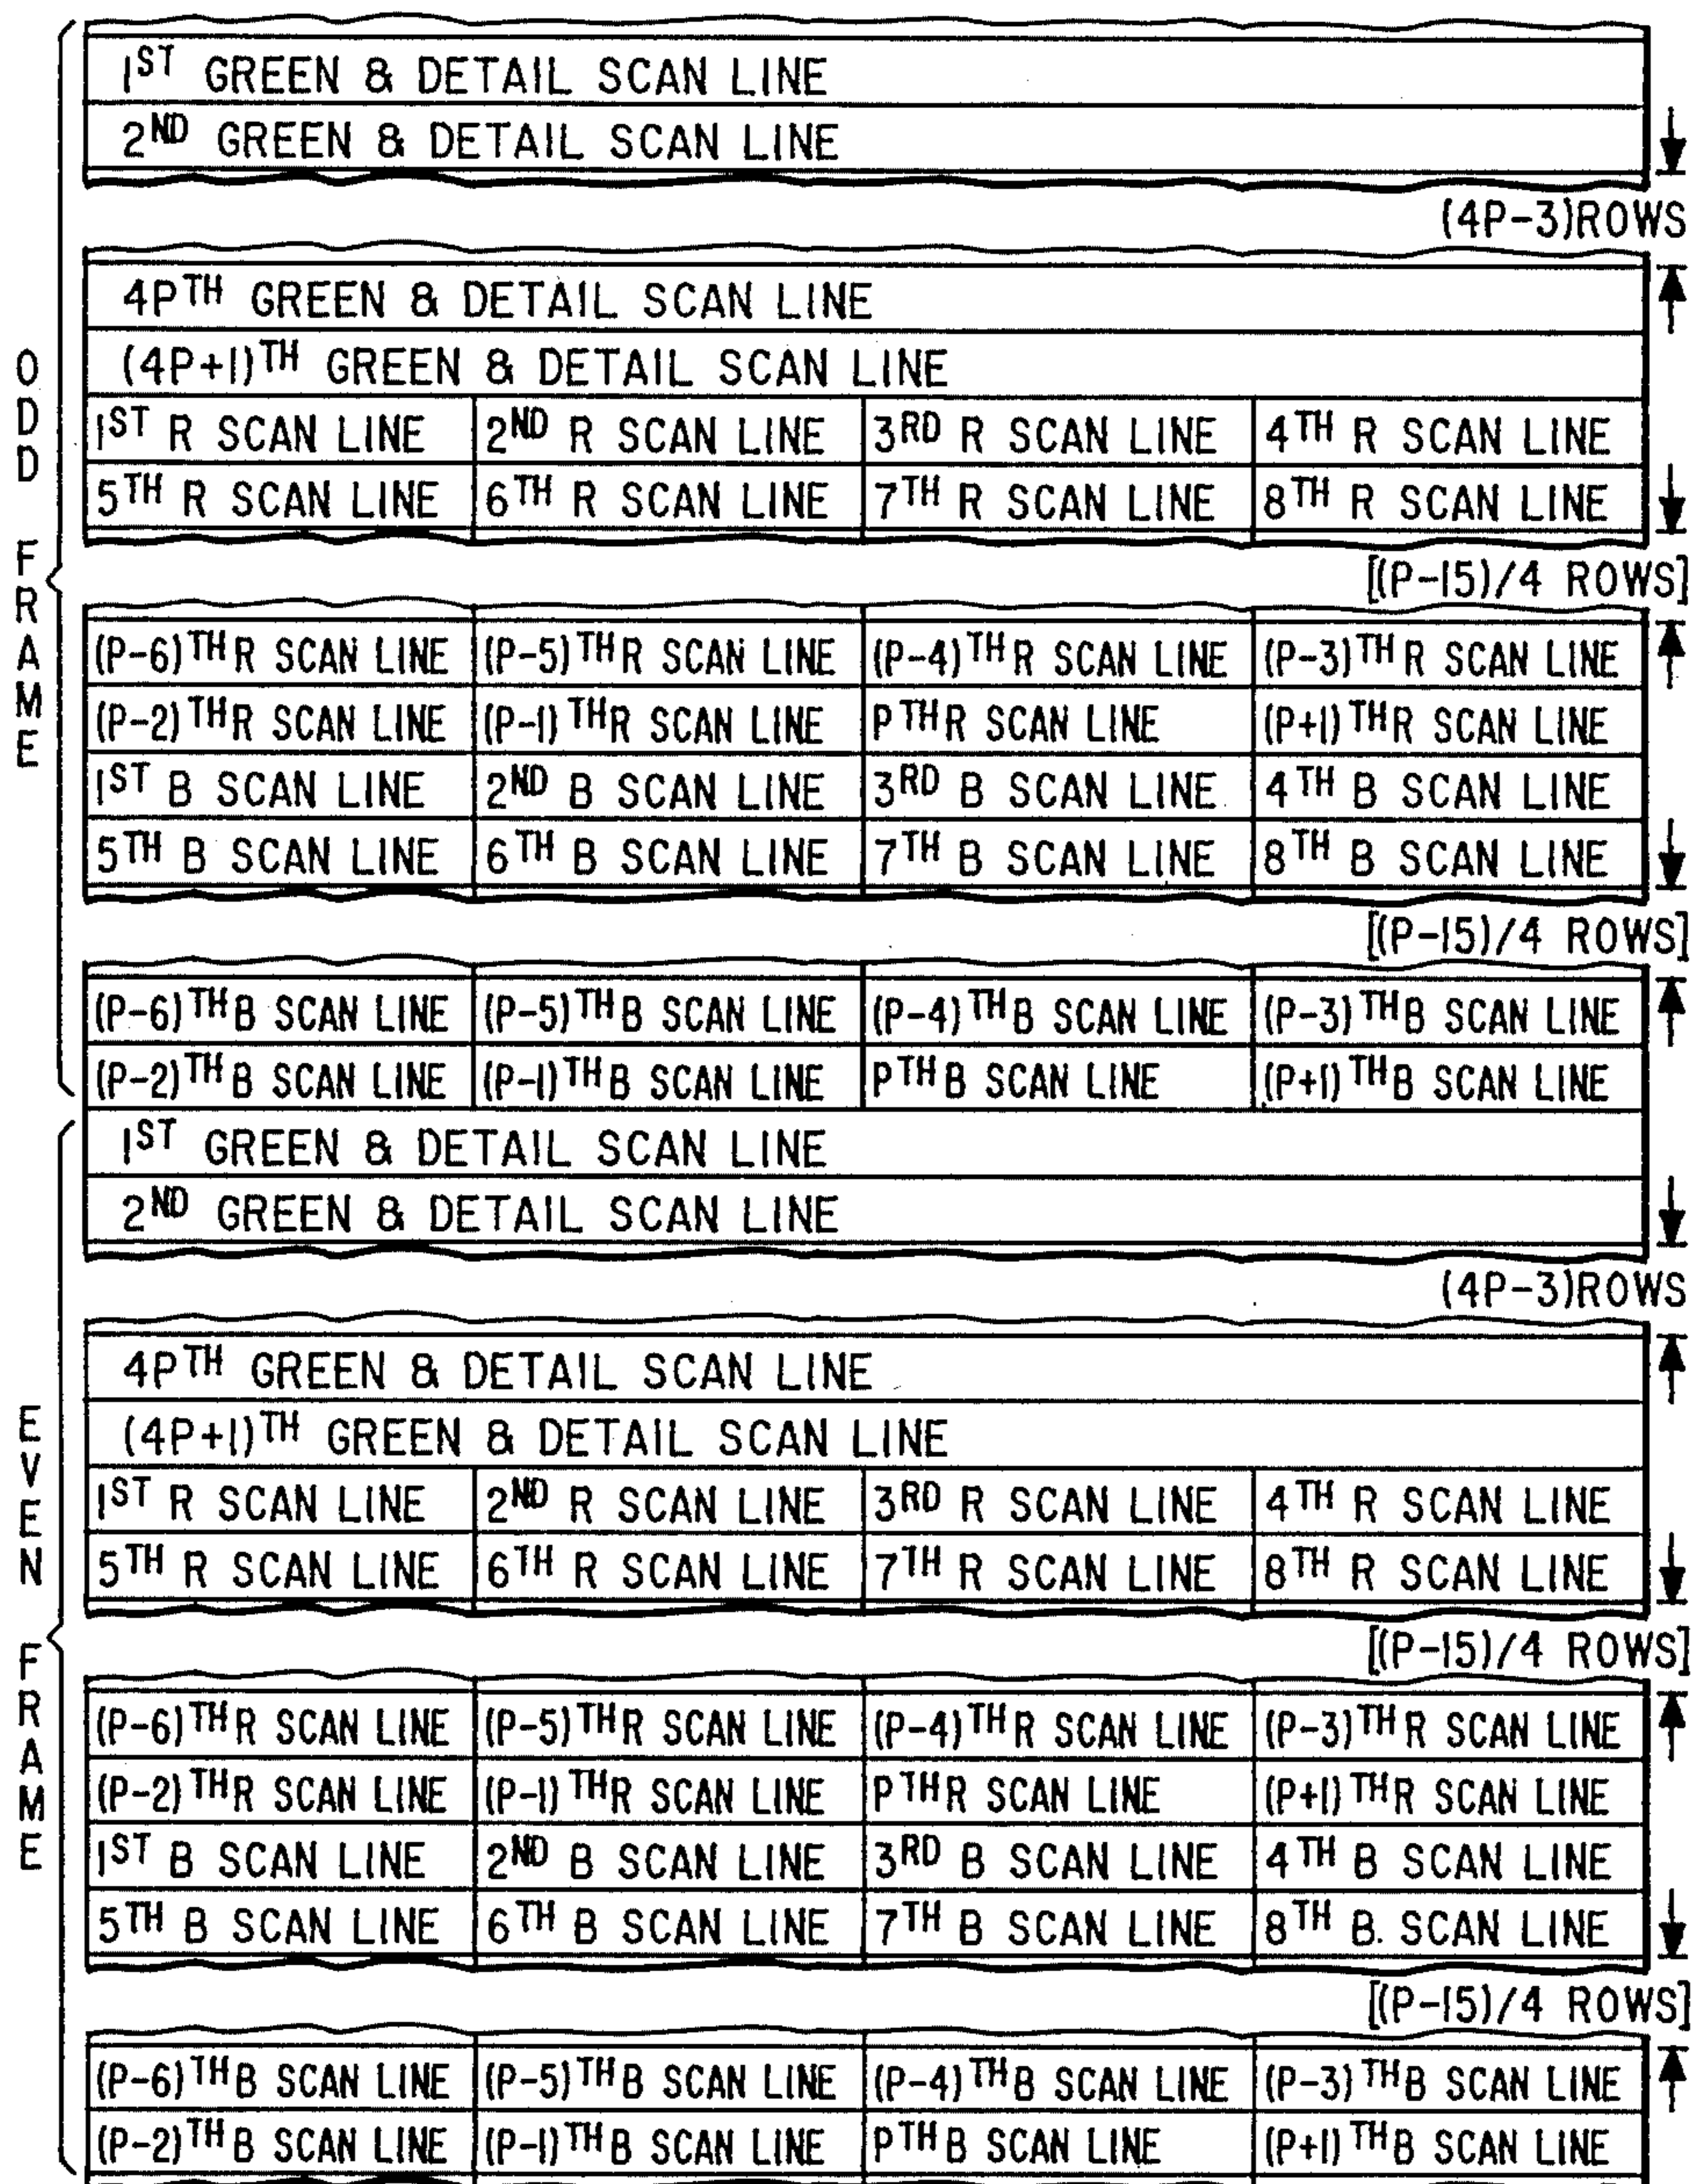 1ST GREEN & DETAIL SCAN LINE
2ND GREEN & DETAIL SCAN LINE
(4P-3)ROWS
4PTH GREEN & DETAIL SCAN LINE
(4P+1)TH GREEN & DETAIL SCAN LINE
1ST R SCAN LINE 2ND R SCAN LINE 3RD R SCAN LINE 4TH R SCAN LINE
5TH R SCAN LINE 6TH R SCAN LINE 7TH R SCAN LINE 8TH R SCAN LINE
[(P-15)/4 ROWS]
(P-6)TH R SCAN LINE (P-5)TH R SCAN LINE (P-4)TH R SCAN LINE (P-3)TH R SCAN LINE
(P-2)TH R SCAN LINE (P-1)TH R SCAN LINE PTH R SCAN LINE (P+1)TH R SCAN LINE
1ST B SCAN LINE 2ND B SCAN LINE 3RD B SCAN LINE 4TH B SCAN LINE
5TH B SCAN LINE 6TH B SCAN LINE 7TH B SCAN LINE 8TH B SCAN LINE
[(P-15)/4 ROWS]
(P-6)TH B SCAN LINE (P-5)TH B SCAN LINE (P-4)TH B SCAN LINE (P-3)TH B SCAN LINE
(P-2)TH B SCAN LINE (P-1)TH B SCAN LINE PTH B SCAN LINE (P+1)TH B SCAN LINE
ODD FRAME
1ST GREEN & DETAIL SCAN LINE
2ND GREEN & DETAIL SCAN LINE
(4P-3)ROWS
4PTH GREEN & DETAIL SCAN LINE
(4P+1)TH GREEN & DETAIL SCAN LINE
1ST R SCAN LINE 2ND R SCAN LINE 3RD R SCAN LINE 4TH R SCAN LINE
5TH R SCAN LINE 6TH R SCAN LINE 7TH R SCAN LINE 8TH R SCAN LINE
[(P-15)/4 ROWS]
(P-6)TH R SCAN LINE (P-5)TH R SCAN LINE (P-4)TH R SCAN LINE (P-3)TH R SCAN LINE
(P-2)TH R SCAN LINE (P-1)TH R SCAN LINE PTH R SCAN LINE (P+1)TH R SCAN LINE
1ST B SCAN LINE 2ND B SCAN LINE 3RD B SCAN LINE 4TH B SCAN LINE
5TH B SCAN LINE 6TH B SCAN LINE 7TH B SCAN LINE 8TH B SCAN LINE
[(P-15)/4 ROWS]
(P-6)TH B SCAN LINE (P-5)TH B SCAN LINE (P-4)TH B SCAN LINE (P-3)TH B SCAN LINE
(P-2)TH B SCAN LINE (P-1)TH B SCAN LINE PTH B SCAN LINE (P+1)TH B SCAN LINE
EVEN FRAME